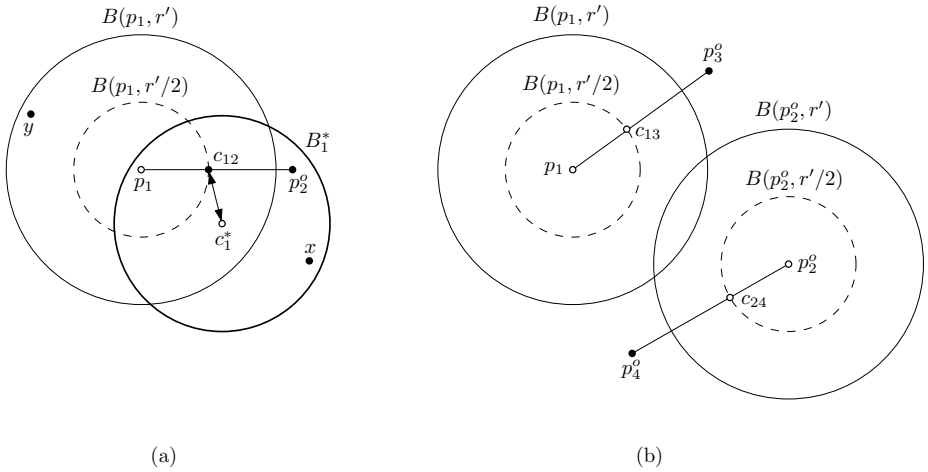 B(p₁, r′)
B(p₁, r′/2)
y
B₁*
c₁₂
p₁
p₂ᵒ
c₁*
x
(a)
B(p₁, r′)
p₃ᵒ
B(p₁, r′/2)
c₁₃
p₁
B(p₂ᵒ, r′)
B(p₂ᵒ, r′/2)
p₂ᵒ
c₂₄
p₄ᵒ
(b)